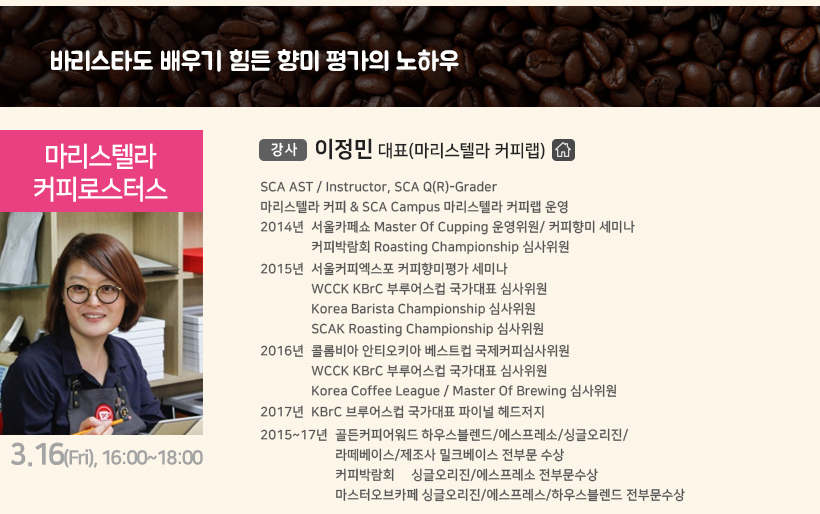 바리스타도 배우기 힘든 향미 평가의 노하우
마리스텔라
커피로스터스
3.16(Fri), 16:00~18:00
강사 이정민 대표(마리스텔라 커피랩)
SCA AST / Instructor, SCA Q(R)-Grader
마리스텔라 커피 & SCA Campus 마리스텔라 커피랩 운영
2014년 서울카페쇼 Master Of Cupping 운영위원/ 커피향미 세미나
커피박람회 Roasting Championship 심사위원
2015년 서울커피엑스포 커피향미평가 세미나
WCCK KBrC 부루어스컵 국가대표 심사위원
Korea Barista Championship 심사위원
SCAK Roasting Championship 심사위원
2016년 콜롬비아 안티오키아 베스트컵 국제커피심사위원
WCCK KBrC 부루어스컵 국가대표 심사위원
Korea Coffee League / Master Of Brewing 심사위원
2017년 KBrC 브루어스컵 국가대표 파이널 헤드저지
2015~17년 골든커피어워드 하우스블렌드/에스프레소/싱글오리진/
라떼베이스/제조사 밀크베이스 전부문 수상
커피박람회 싱글오리진/에스프레소 전부문수상
마스터오브카페 싱글오리진/에스프레스/하우스블렌드 전부문수상